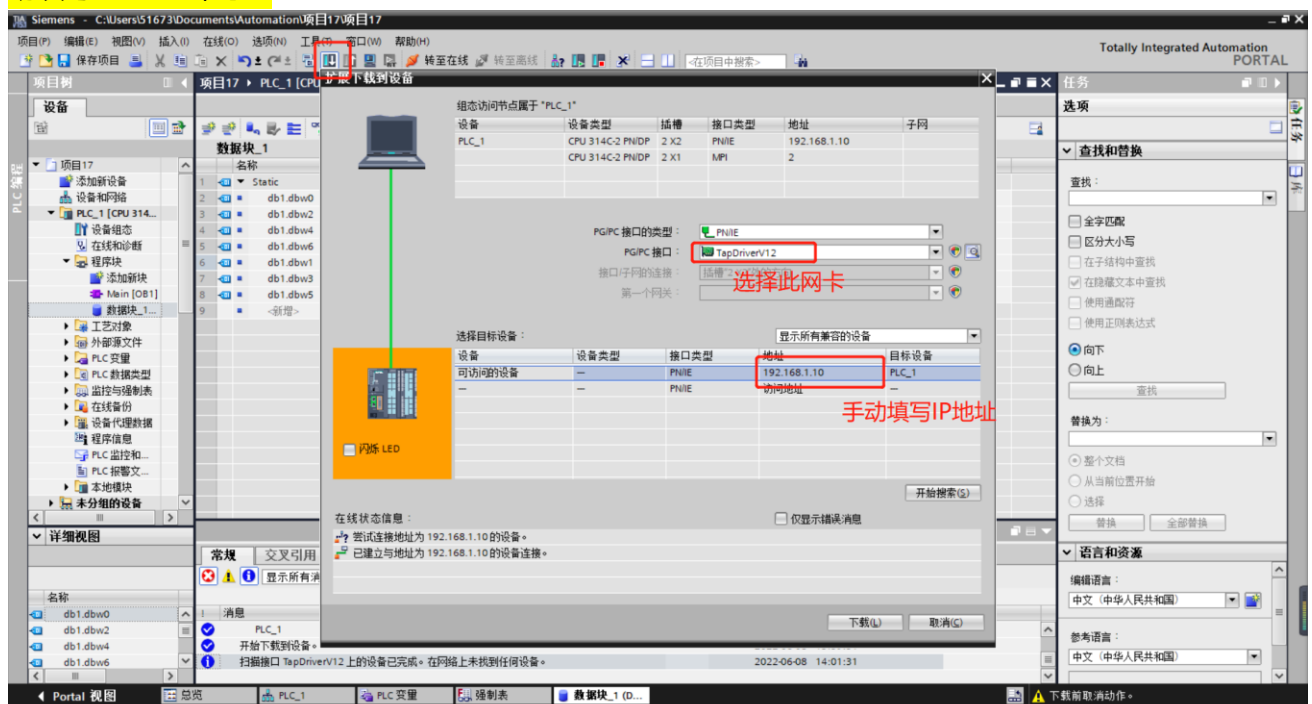 Siemens - C:\Users\51673\Documents\Automation\项目17\项目17
项目(P) 编辑(E) 视图(V) 插入(I) 在线(O) 选项(N) 工具(T) 窗口(W) 帮助(H)
Totally Integrated Automation
PORTAL
保存项目
转至在线
转至离线
<在项目中搜索>
项目树
设备
项目17
添加新设备
设备和网络
PLC_1 [CPU 314...
设备组态
在线和诊断
程序块
添加新块
Main [OB1]
数据块_1...
工艺对象
外部源文件
PLC 变量
PLC 数据类型
监控与强制表
在线备份
设备代理数据
程序信息
PLC 监控和...
PLC 报警文...
本地模块
未分组的设备
详细视图
名称
db1.dbw0
db1.dbw2
db1.dbw4
db1.dbw6
PLC 编程
项目17 ▸ PLC_1 [CPU
数据块_1
名称
1 Static
2 db1.dbw0
3 db1.dbw2
4 db1.dbw4
5 db1.dbw6
6 db1.dbw1
7 db1.dbw3
8 db1.dbw5
9 <新增>
扩展下载到设备
组态访问节点属于 "PLC_1"
设备 设备类型 插槽 接口类型 地址 子网
PLC_1 CPU 314C-2 PN/DP 2 X2 PN/IE 192.168.1.10
CPU 314C-2 PN/DP 2 X1 MPI 2
PG/PC 接口的类型： PN/IE
PG/PC 接口： TapDriverV12
接口/子网的连接：
选择此网卡
第一个网关：
选择目标设备： 显示所有兼容的设备
设备 设备类型 接口类型 地址 目标设备
可访问的设备 — PN/IE 192.168.1.10 PLC_1
— — PN/IE 访问地址 —
手动填写IP地址
闪烁 LED
开始搜索(S)
在线状态信息：
仅显示错误消息
尝试连接地址为 192.168.1.10 的设备。
已建立与地址为 192.168.1.10 的设备连接。
下载(L) 取消(C)
常规 交叉引用
显示所有消
! 消息
PLC_1
开始下载到设备。
扫描接口 TapDriverV12 上的设备已完成。在网络上未找到任何设备。 2022-06-08 14:01:31
任务
选项
查找和替换
查找：
全字匹配
区分大小写
在子结构中查找
在隐藏文本中查找
使用通配符
使用正则表达式
向下
向上
查找
替换为：
整个文档
从当前位置开始
选择
替换 全部替换
语言和资源
编辑语言：
中文（中华人民共和国）
参考语言：
中文（中华人民共和国）
任务
库
Portal 视图 总览 PLC_1 PLC 变量 强制表 数据块_1 (D...
下载前取消动作。